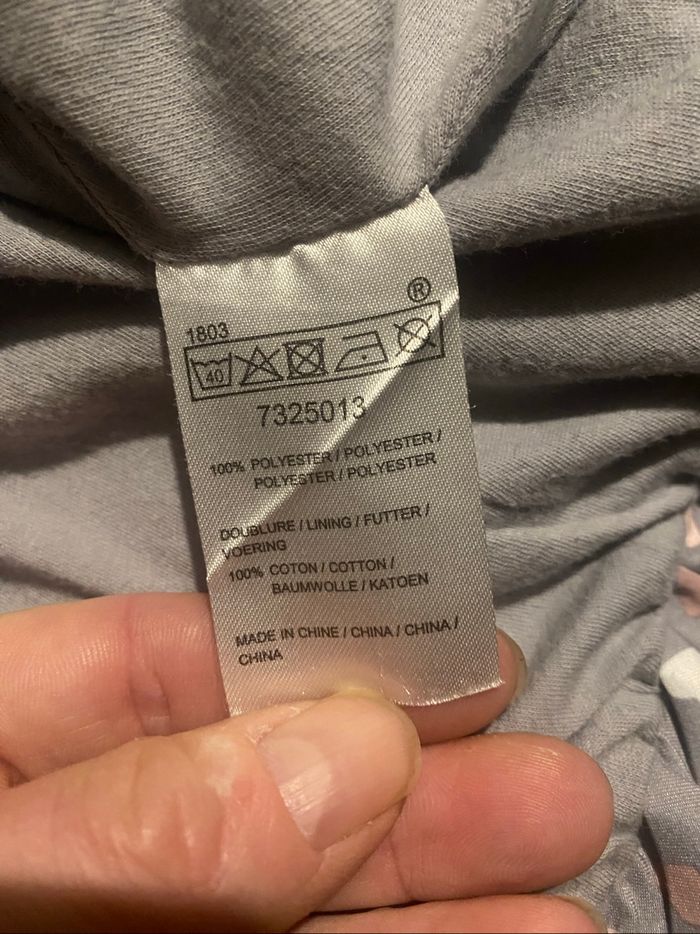 ®
1803
40
7325013
100% POLYESTER / POLYESTER /
POLYESTER / POLYESTER
DOUBLURE / LINING / FUTTER /
VOERING
100% COTON / COTTON /
BAUMWOLLE / KATOEN
MADE IN CHINE / CHINA / CHINA /
CHINA